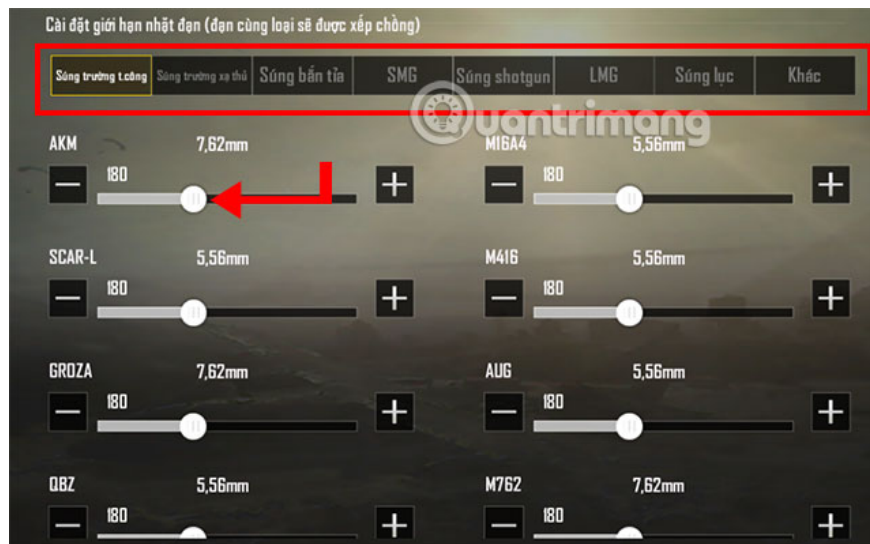 Cài đặt giới hạn nhặt đạn (đạn cùng loại sẽ được xếp chồng)
Súng trường t.công Súng trường xạ thủ Súng bắn tỉa SMG Súng shotgun LMG Súng lục Khác
Quantrimang
AKM 7,62mm M16A4 5,56mm
180 180
SCAR-L 5,56mm M416 5,56mm
180 180
GROZA 7,62mm AUG 5,56mm
180 180
QBZ 5,56mm M762 7,62mm
180 180